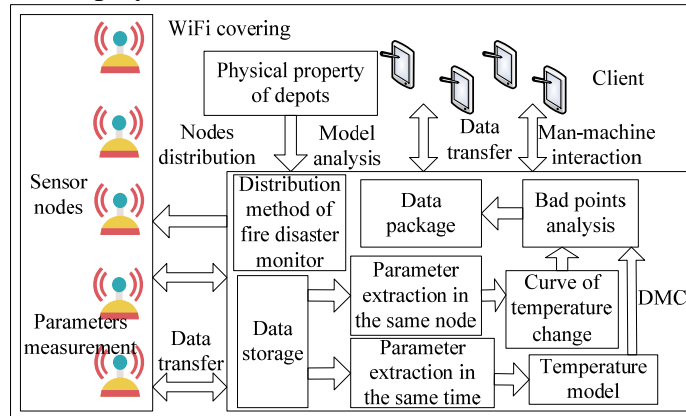 WiFi covering
Physical property
of depots
Client
Nodes
distribution
Model
analysis
Data
transfer
Man-machine
interaction
Sensor
nodes
Distribution
method of
fire disaster
monitor
Data
package
Bad points
analysis
Parameters
measurement
Data
transfer
Data
storage
Parameter
extraction in
the same node
Curve of
temperature
change
DMC
Parameter
extraction in
the same time
Temperature
model